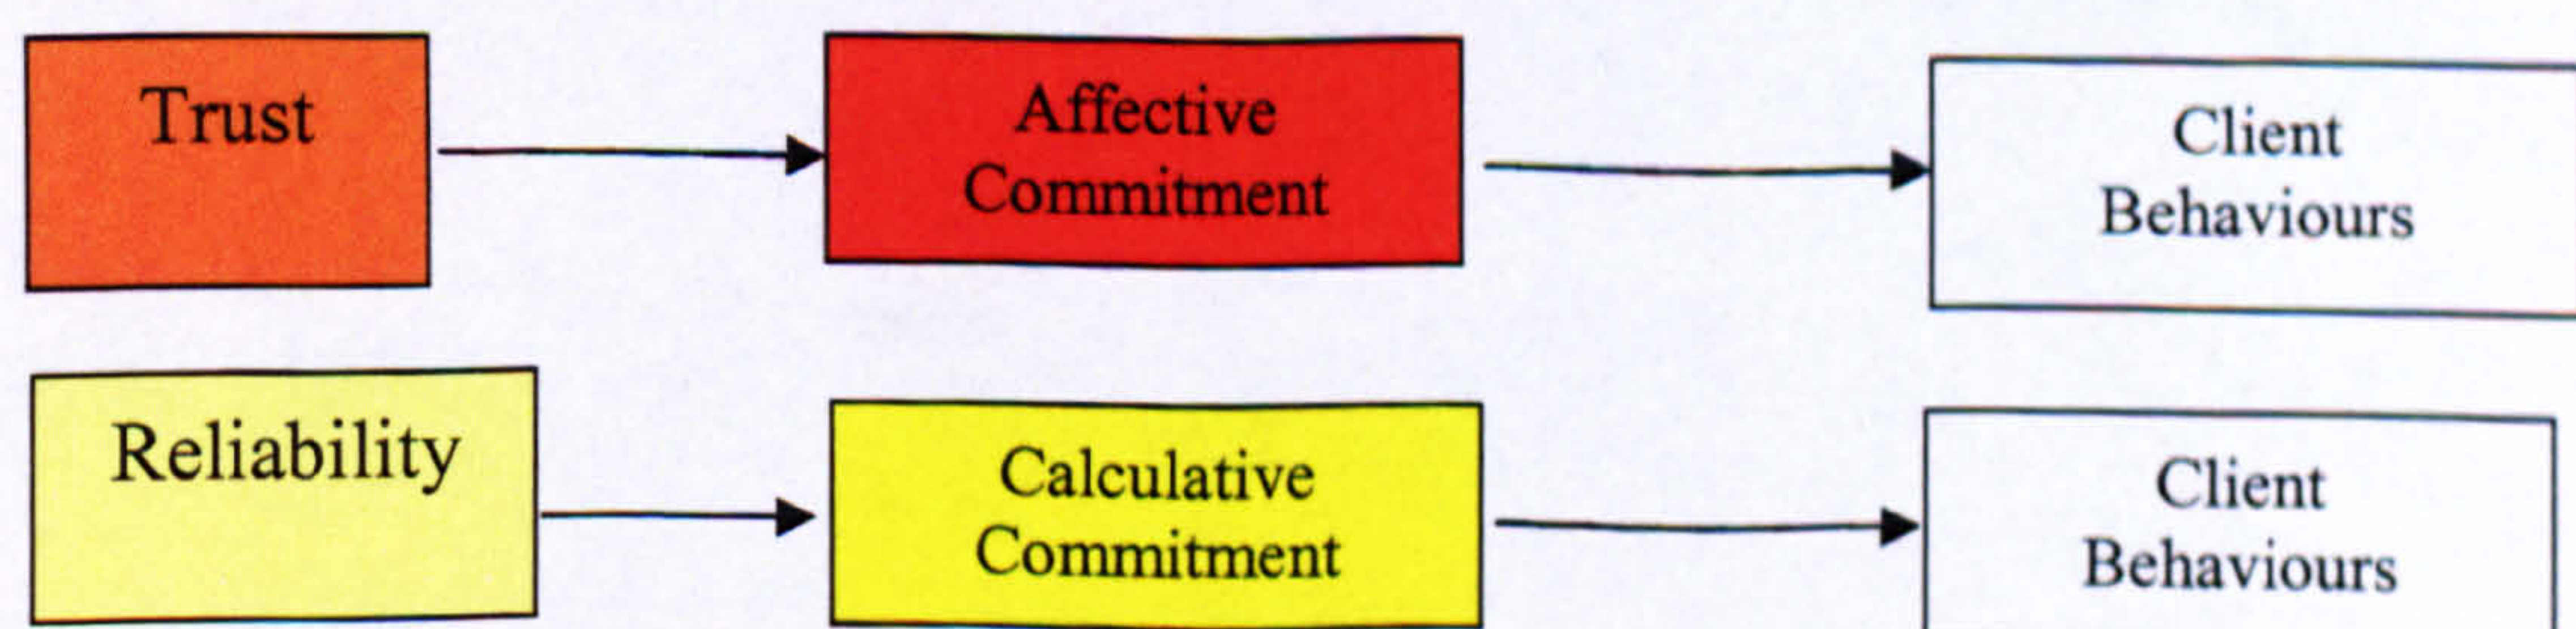 Trust
Affective
Commitment
Client
Behaviours
Reliability
Calculative
Commitment
Client
Behaviours